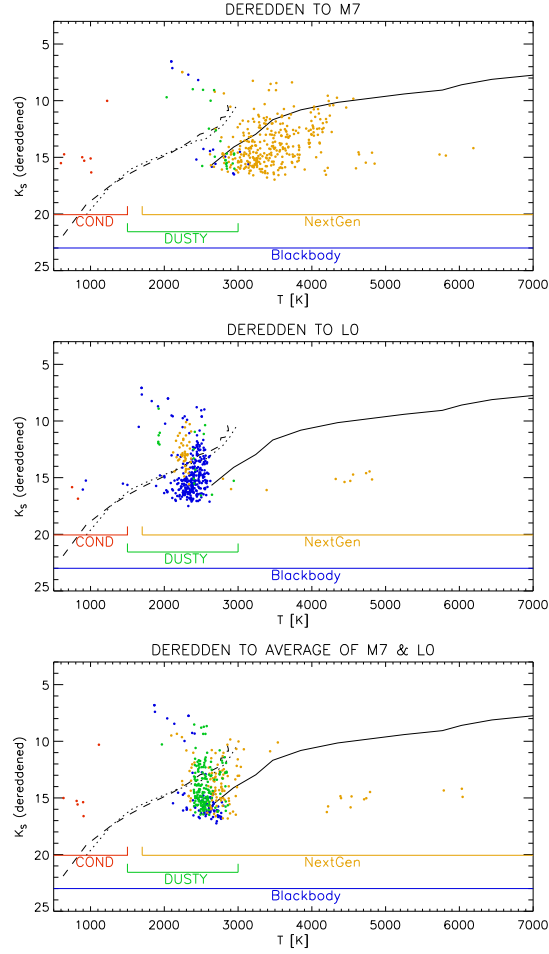 DEREDDEN TO M7
5
10
15
20
25
Ks (dereddened)
COND
NextGen
DUSTY
Blackbody
1000 2000 3000 4000 5000 6000 7000
T [K]
DEREDDEN TO L0
5
10
15
20
25
Ks (dereddened)
COND
NextGen
DUSTY
Blackbody
1000 2000 3000 4000 5000 6000 7000
T [K]
DEREDDEN TO AVERAGE OF M7 & L0
5
10
15
20
25
Ks (dereddened)
COND
NextGen
DUSTY
Blackbody
1000 2000 3000 4000 5000 6000 7000
T [K]